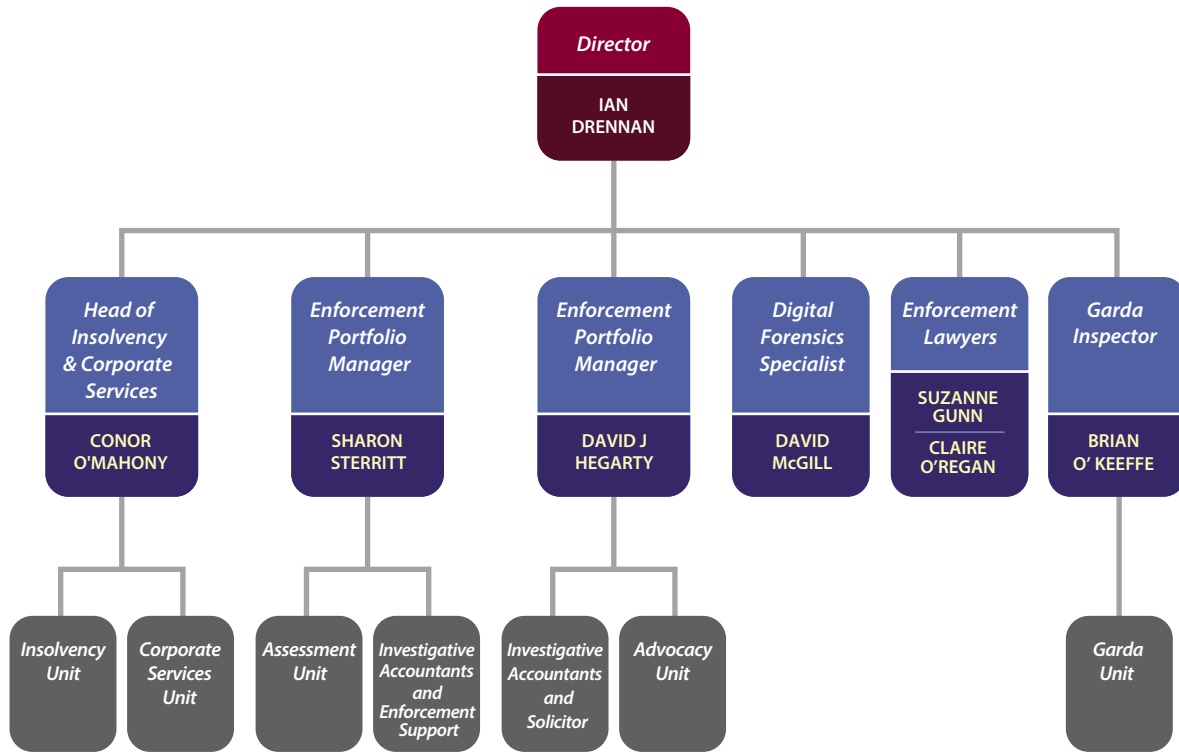 Director
IAN
DRENNAN
Head of
Insolvency
& Corporate
Services
CONOR
O'MAHONY
Enforcement
Portfolio
Manager
SHARON
STERRITT
Enforcement
Portfolio
Manager
DAVID J
HEGARTY
Digital
Forensics
Specialist
DAVID
McGILL
Enforcement
Lawyers
SUZANNE
GUNN
CLAIRE
O'REGAN
Garda
Inspector
BRIAN
O' KEEFFE
Insolvency
Unit
Corporate
Services
Unit
Assessment
Unit
Investigative
Accountants
and
Enforcement
Support
Investigative
Accountants
and
Solicitor
Advocacy
Unit
Garda
Unit